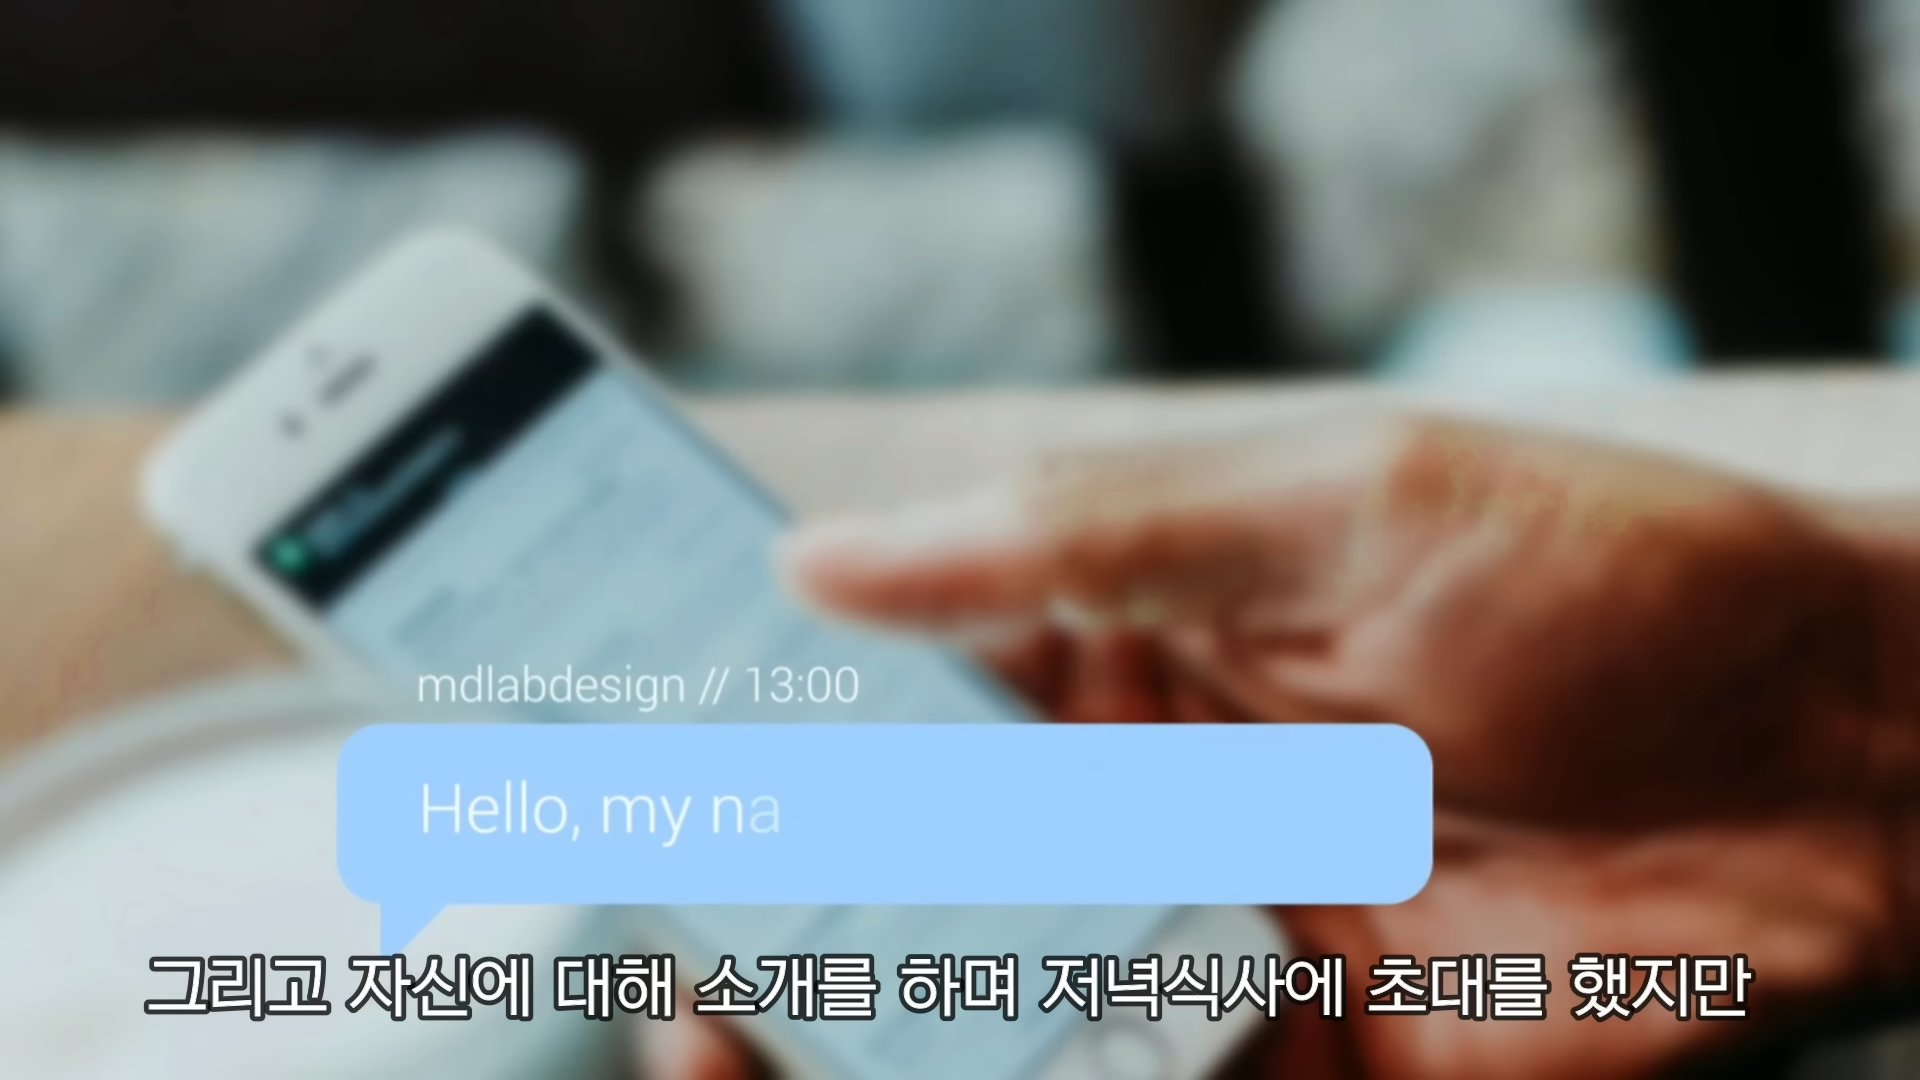 mdlabdesign // 13:00
Hello, my na
그리고 자신에 대해 소개를 하며 저녁식사에 초대를 했지만